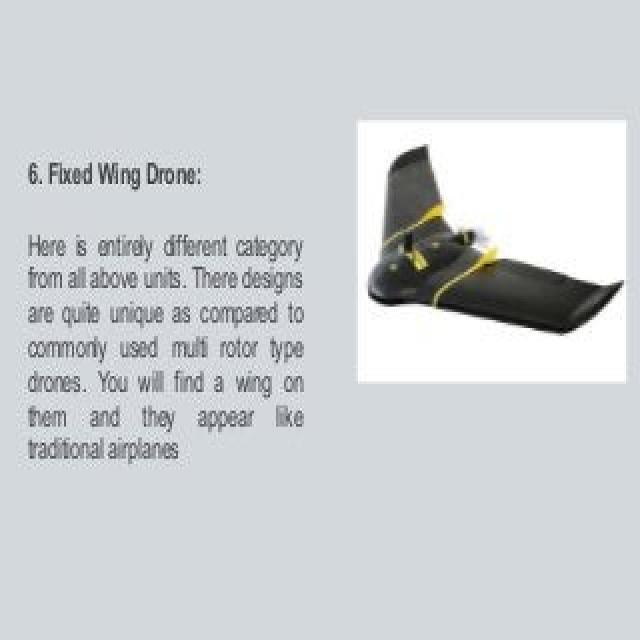 6. Fixed Wing Drone:
Here is entirely different category
from all above units. There designs
are quite unique as compared to
commonly used multi rotor type
drones. You will find a wing on
them and they appear like
traditional airplanes